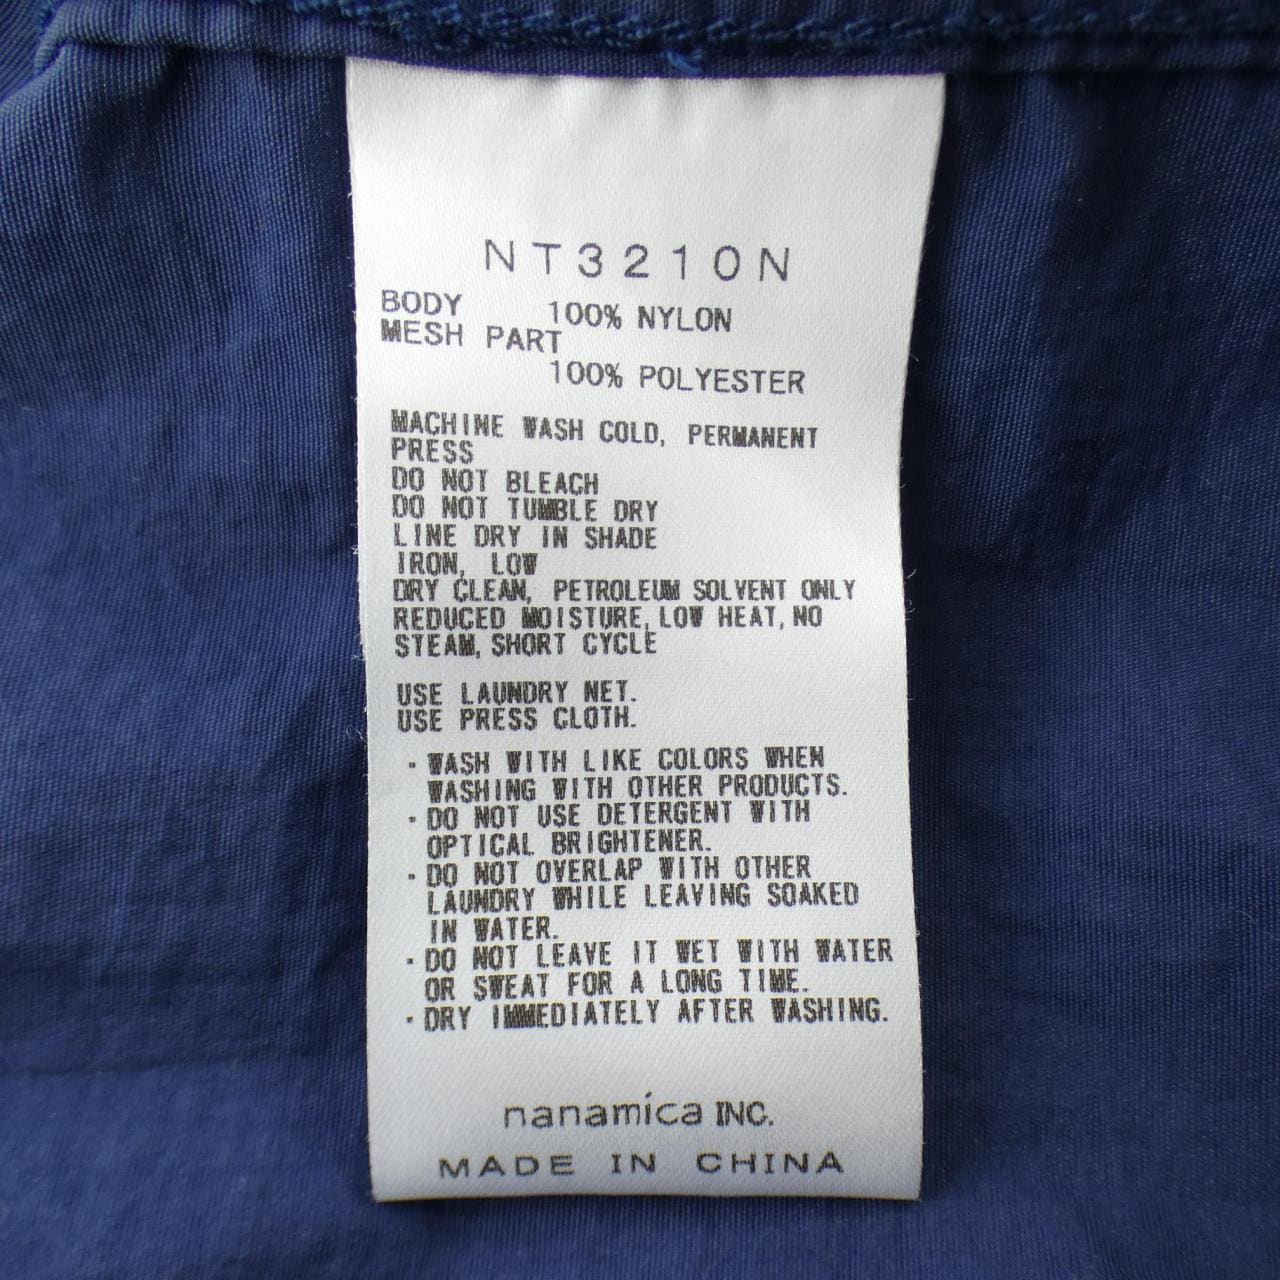 NT3210N
BODY 100% NYLON
MESH PART
100% POLYESTER
MACHINE WASH COLD, PERMANENT
PRESS
DO NOT BLEACH
DO NOT TUMBLE DRY
LINE DRY IN SHADE
IRON, LOW
DRY CLEAN, PETROLEUM SOLVENT ONLY
REDUCED MOISTURE, LOW HEAT, NO
STEAM, SHORT CYCLE
USE LAUNDRY NET.
USE PRESS CLOTH.
・WASH WITH LIKE COLORS WHEN
WASHING WITH OTHER PRODUCTS.
・DO NOT USE DETERGENT WITH
OPTICAL BRIGHTENER.
・DO NOT OVERLAP WITH OTHER
LAUNDRY WHILE LEAVING SOAKED
IN WATER.
・DO NOT LEAVE IT WET WITH WATER
OR SWEAT FOR A LONG TIME.
・DRY IMMEDIATELY AFTER WASHING.
nanamica INC.
MADE IN CHINA